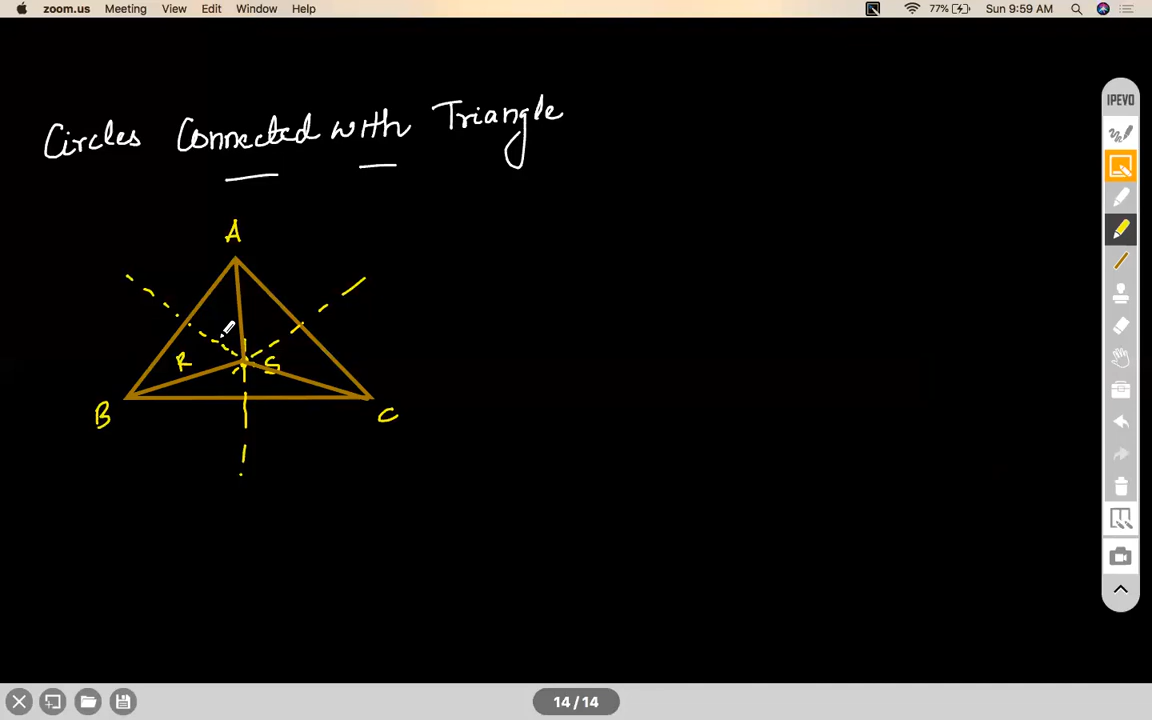 zoom.us Meeting View Edit Window Help 77% Sun 9:59 AM
IPEVO
Circles Connected with Triangle
A
R S
B C
14/14